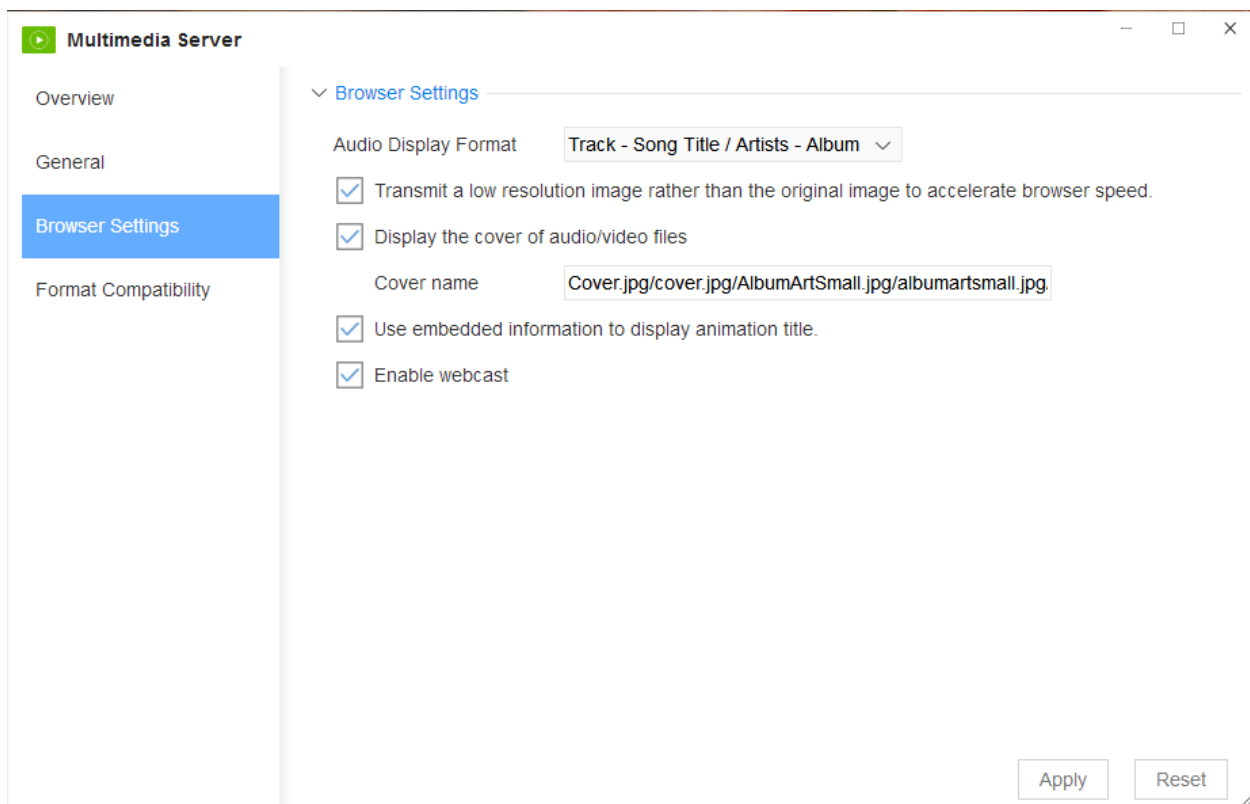 Multimedia Server
Overview
General
Browser Settings
Format Compatibility
Browser Settings
Audio Display Format Track - Song Title / Artists - Album
Transmit a low resolution image rather than the original image to accelerate browser speed.
Display the cover of audio/video files
Cover name Cover.jpg/cover.jpg/AlbumArtSmall.jpg/albumartsmall.jpg/
Use embedded information to display animation title.
Enable webcast
Apply Reset